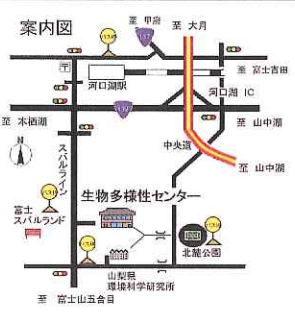 案内図
至 甲府
至 大月
137
〒
河口湖駅
至 富士吉田
河口湖 IC
至 本栖湖
至 山中湖
中央道
至 山中湖
スバルライン
生物多様性センター
富士
スバルランド
北麓公園
山梨県
環境科学研究所
至 富士山五合目